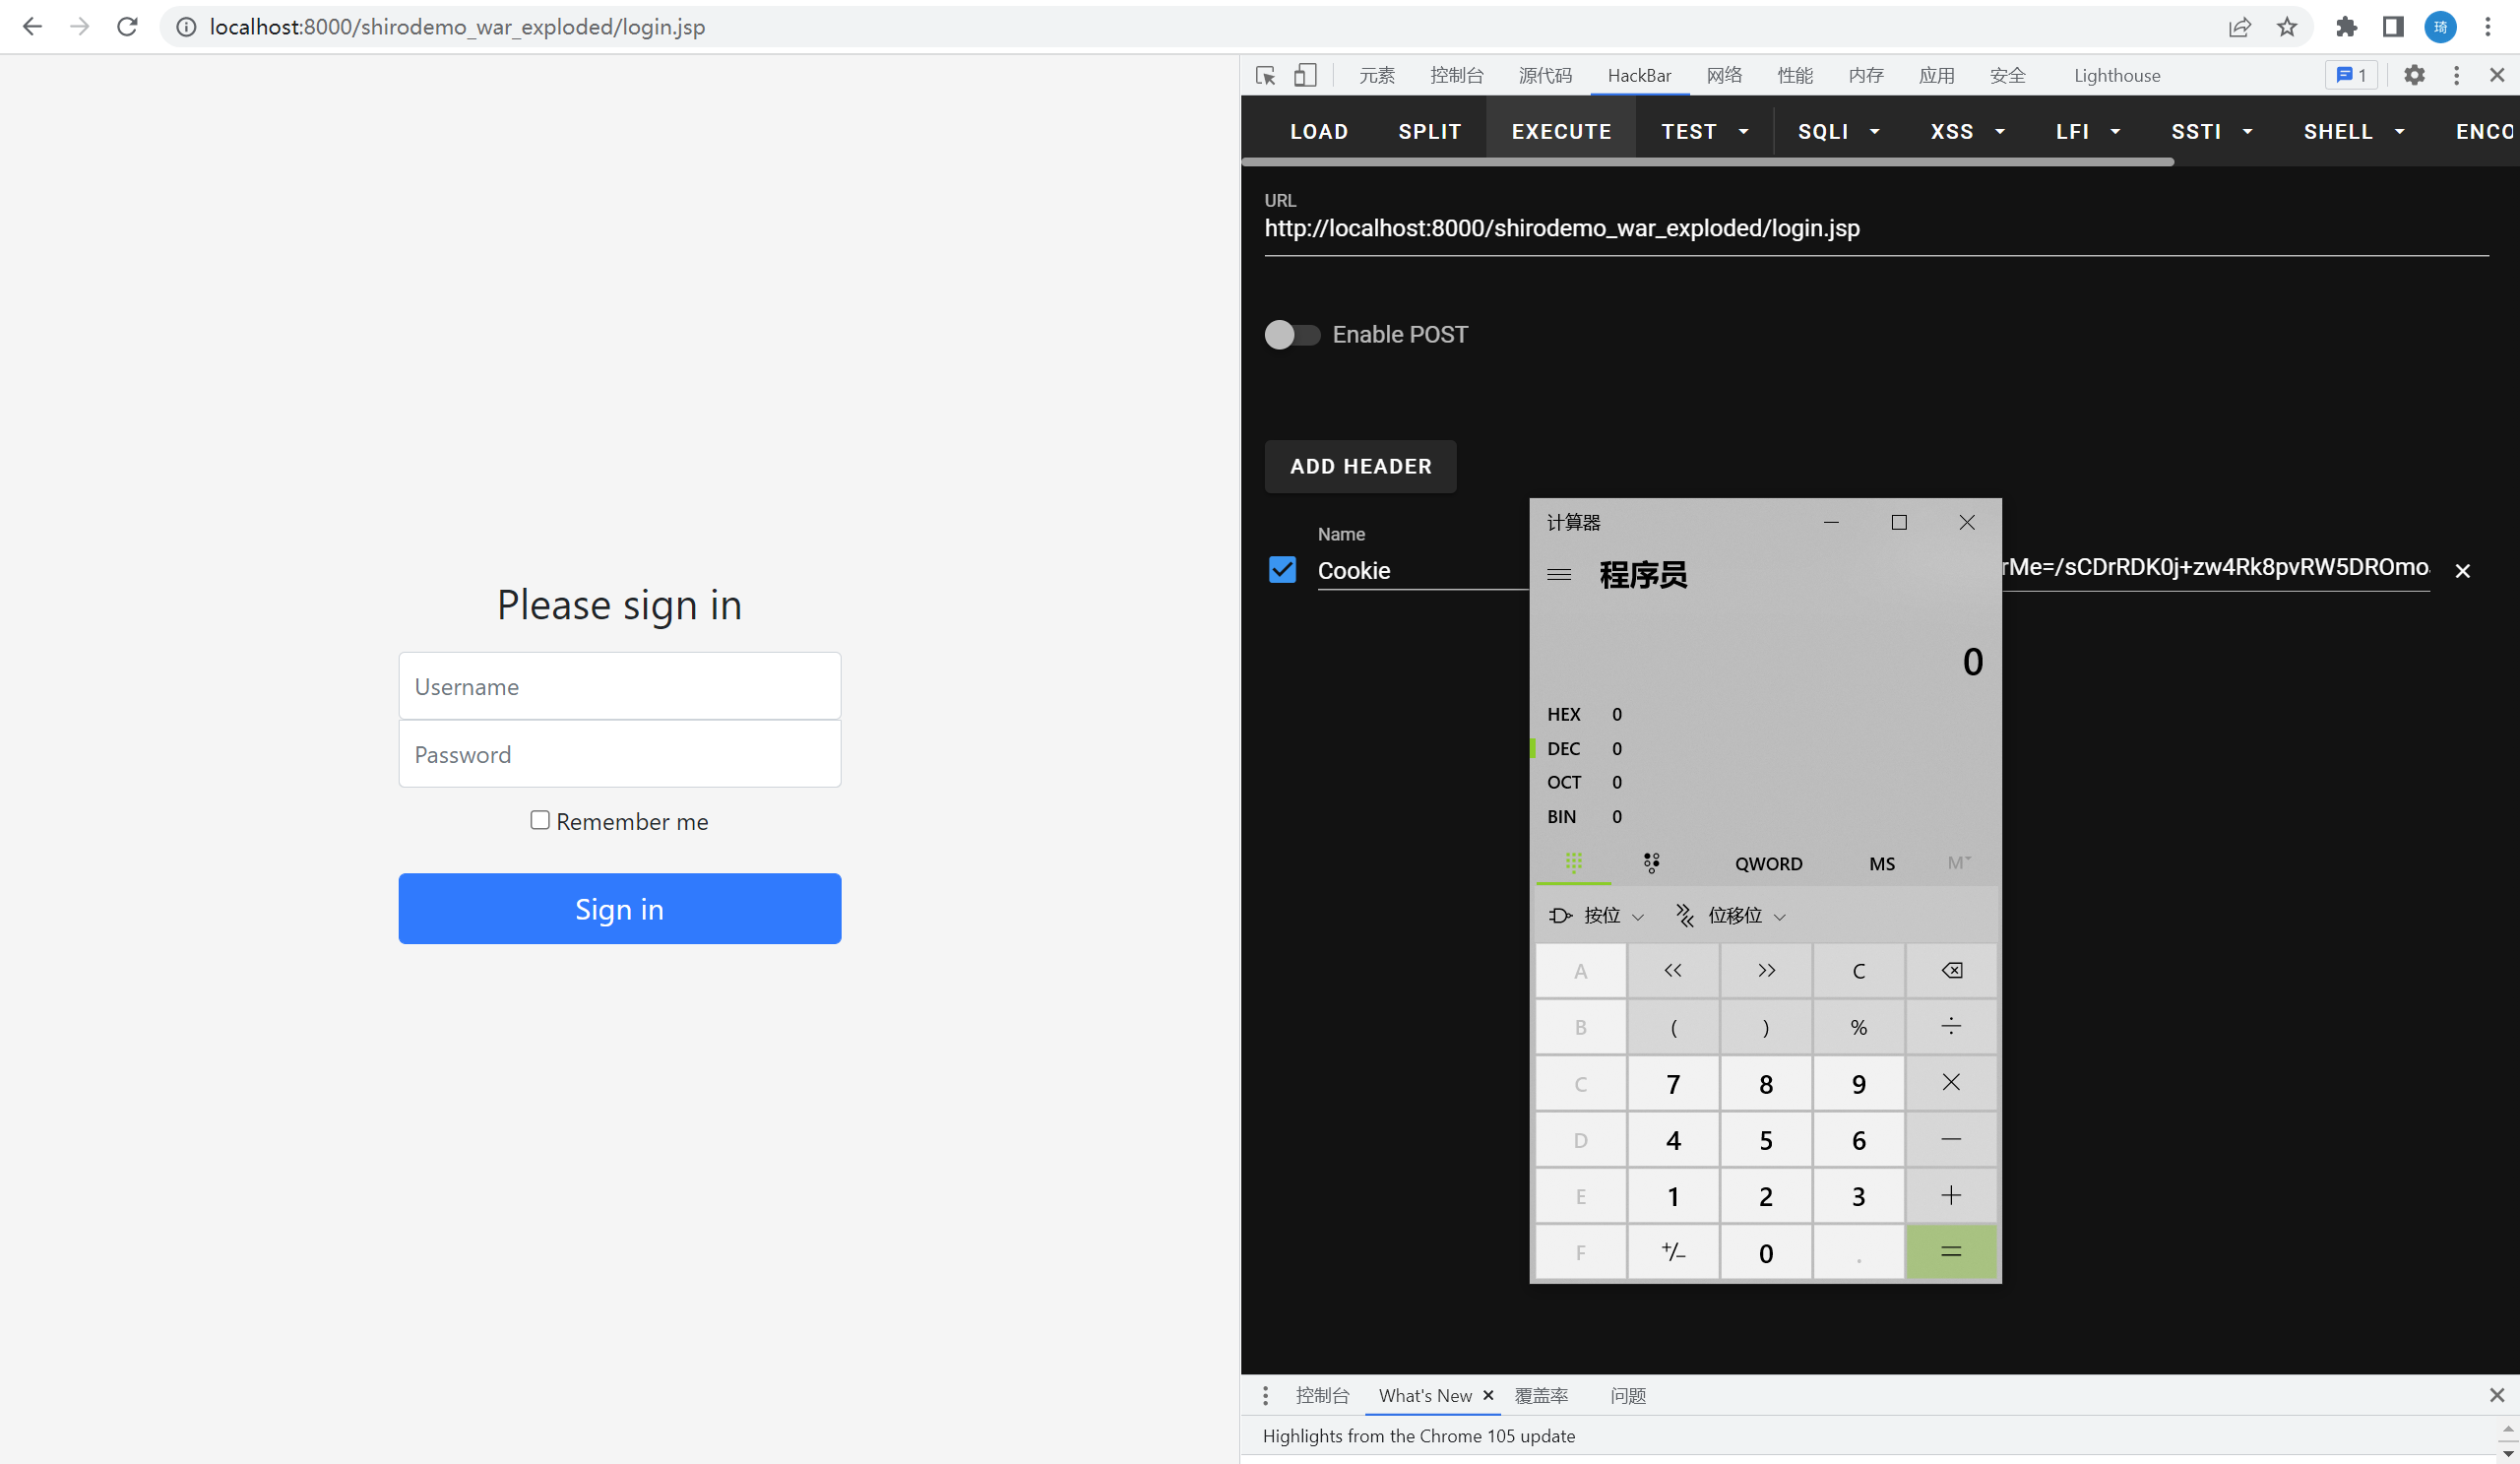 localhost:8000/shirodemo_war_exploded/login.jsp
琦
元素 控制台 源代码 HackBar 网络 性能 内存 应用 安全 Lighthouse 1
LOAD SPLIT EXECUTE TEST SQLI XSS LFI SSTI SHELL ENCO
URL
http://localhost:8000/shirodemo_war_exploded/login.jsp
Enable POST
ADD HEADER
Name
Cookie
rMe=/sCDrRDK0j+zw4Rk8pvRW5DROmo
Please sign in
Username
Password
Remember me
Sign in
计算器
程序员
0
HEX 0
DEC 0
OCT 0
BIN 0
QWORD MS M
按位 位移位
A << >> C
B ( ) % ÷
C 7 8 9 ×
D 4 5 6 −
E 1 2 3 +
F +/− 0 . =
控制台 What's New 覆盖率 问题
Highlights from the Chrome 105 update